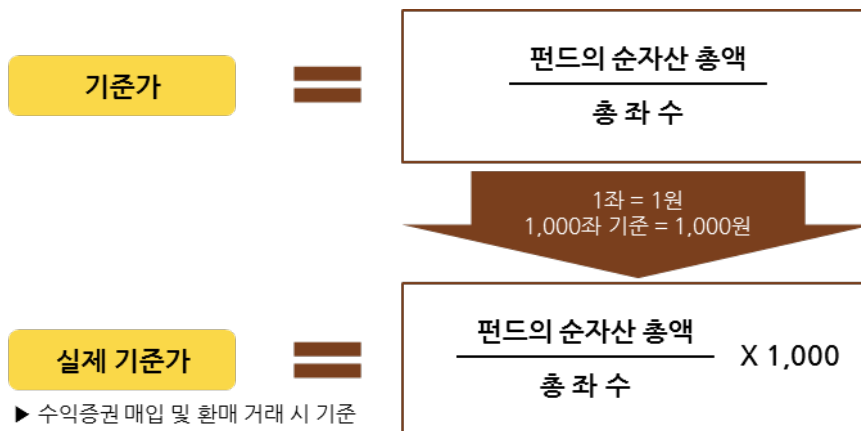 기준가
펀드의 순자산 총액
총 좌 수
1좌 = 1원
1,000좌 기준 = 1,000원
실제 기준가
펀드의 순자산 총액
총 좌 수
X 1,000
▶ 수익증권 매입 및 환매 거래 시 기준